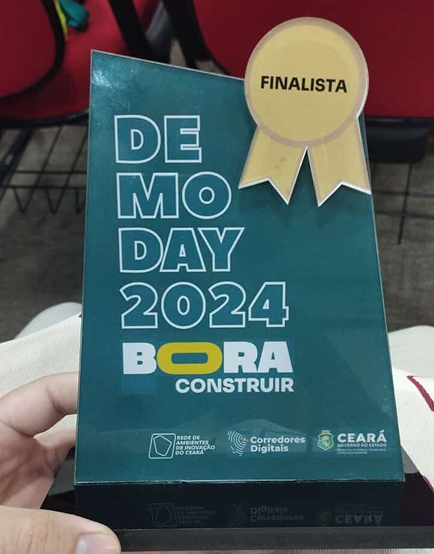 FINALISTA
DE
MO
DAY
2024
BORA
CONSTRUIR
REDE DE
AMBIENTES
DE INOVAÇÃO
DO CEARÁ
Corredores
Digitais
CEARÁ
GOVERNO DO ESTADO